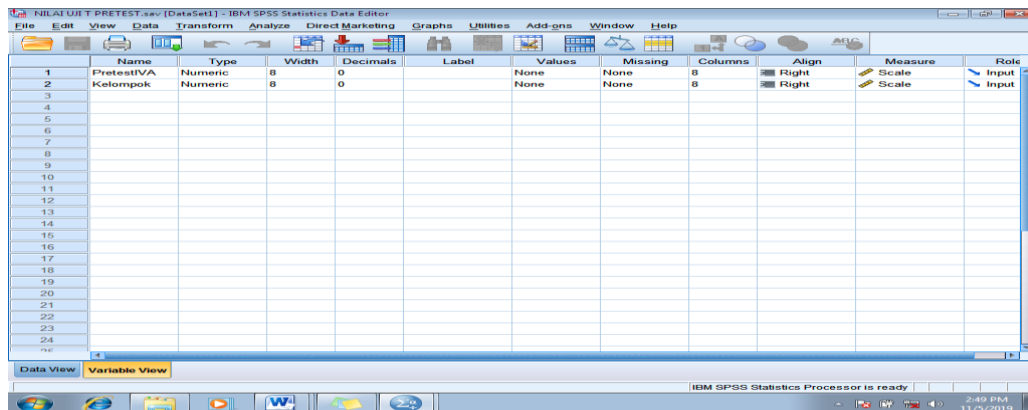 NILAI UJI T PRETEST.sav [DataSet1] - IBM SPSS Statistics Data Editor
File Edit View Data Transform Analyze Direct Marketing Graphs Utilities Add-ons Window Help
Name Type Width Decimals Label Values Missing Columns Align Measure Role
1 PretestIVA Numeric 8 0 None None 8 Right Scale Input
2 Kelompok Numeric 8 0 None None 8 Right Scale Input
3
4
5
6
7
8
9
10
11
12
13
14
15
16
17
18
19
20
21
22
23
24
Data View Variable View
IBM SPSS Statistics Processor is ready
2:49 PM
11/5/2019